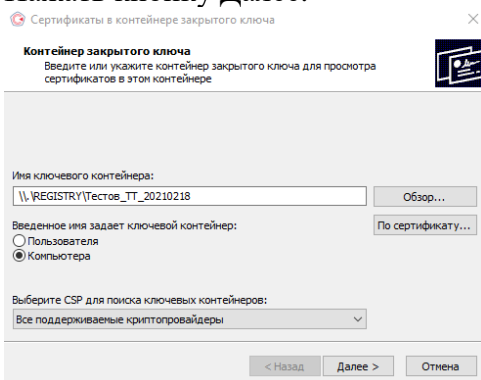 Нажать кнопку Далее.
Сертификаты в контейнере закрытого ключа
Контейнер закрытого ключа
Введите или укажите контейнер закрытого ключа для просмотра
сертификатов в этом контейнере
Имя ключевого контейнера:
\\.\REGISTRY\Тестов_ТТ_20210218
Обзор...
Введенное имя задает ключевой контейнер:
По сертификату...
Пользователя
Компьютера
Выберите CSP для поиска ключевых контейнеров:
Все поддерживаемые криптопровайдеры
< Назад Далее > Отмена